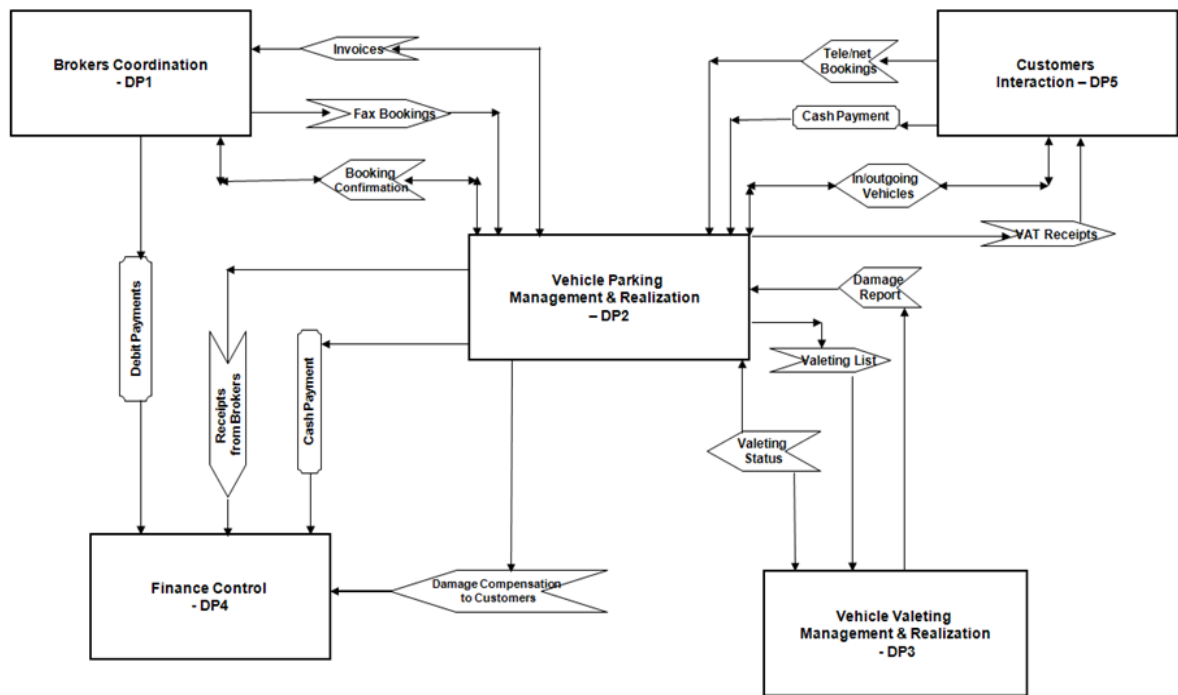 Brokers Coordination
- DP1
Invoices
Fax Bookings
Booking
Confirmation
Tele/net
Bookings
Cash Payment
In/outgoing
Vehicles
VAT Receipts
Customers
Interaction – DP5
Vehicle Parking
Management & Realization
– DP2
Damage
Report
Valeting List
Valeting
Status
Debit Payments
Receipts
from Brokers
Cash Payment
Finance Control
- DP4
Damage Compensation
to Customers
Vehicle Valeting
Management & Realization
- DP3